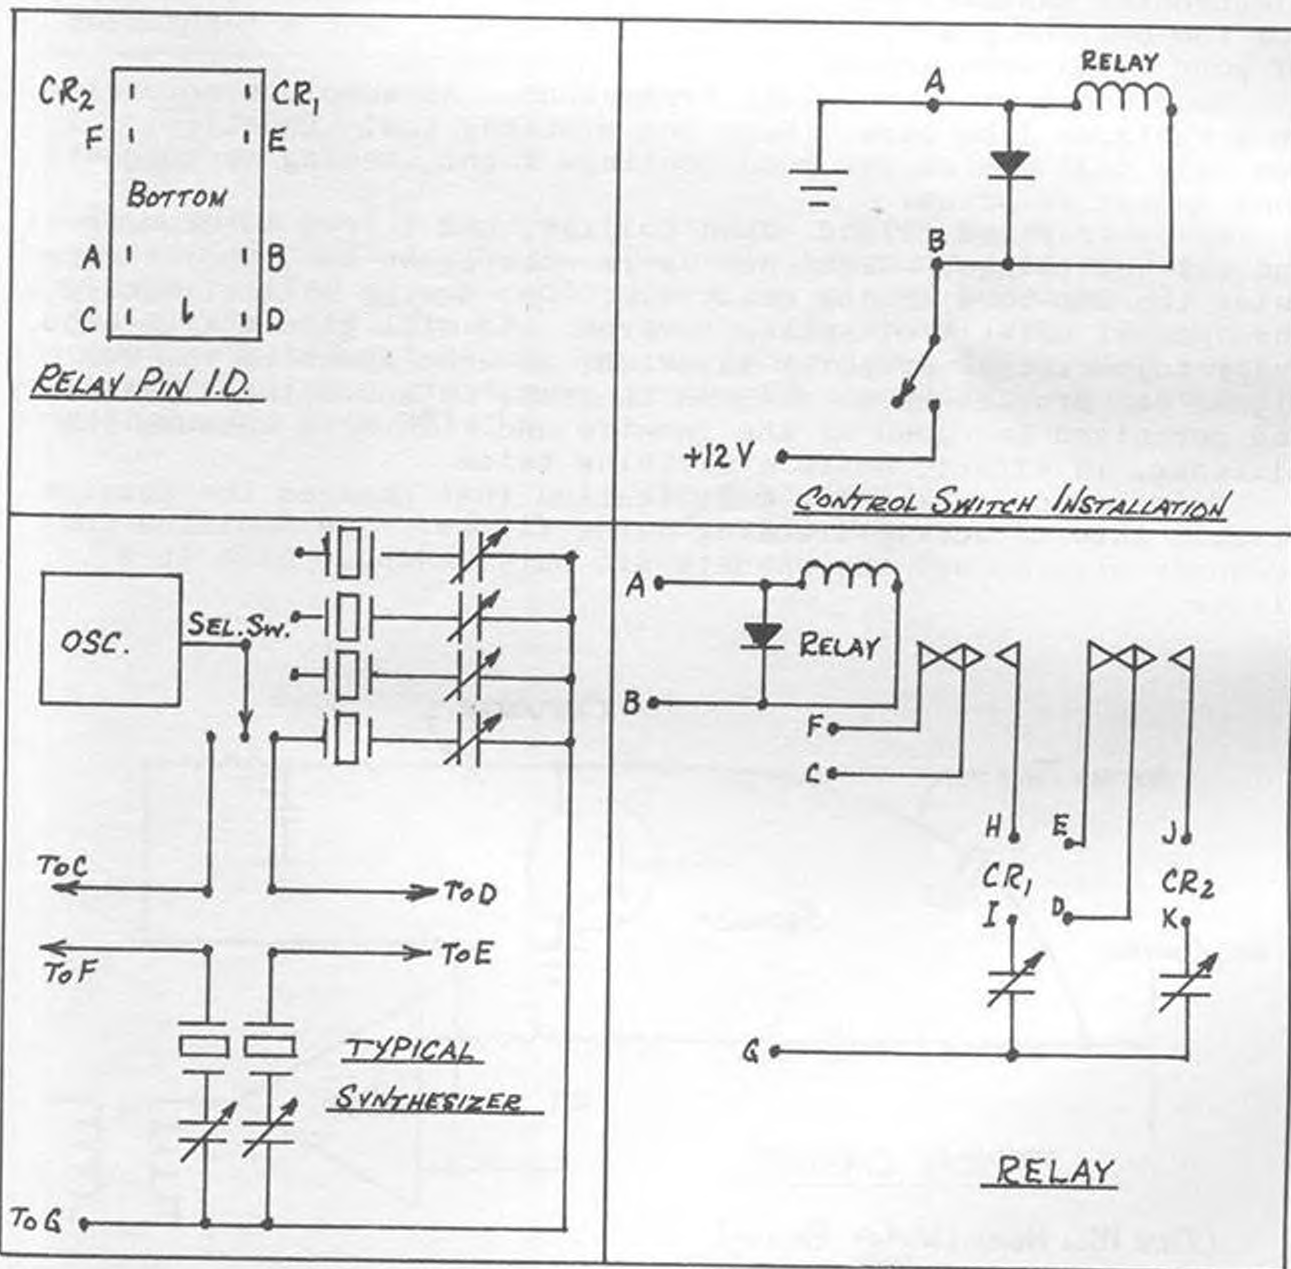 CR2 CR1
F E
BOTTOM
A B
C D
RELAY PIN I.D.
RELAY
A
B
+12V
CONTROL SWITCH INSTALLATION
OSC.
SEL. SW.
TO C
TO D
TO F
TO E
TYPICAL
SYNTHESIZER
TO G
A
RELAY
B
F
C
H E J
CR1 CR2
I D K
G
RELAY